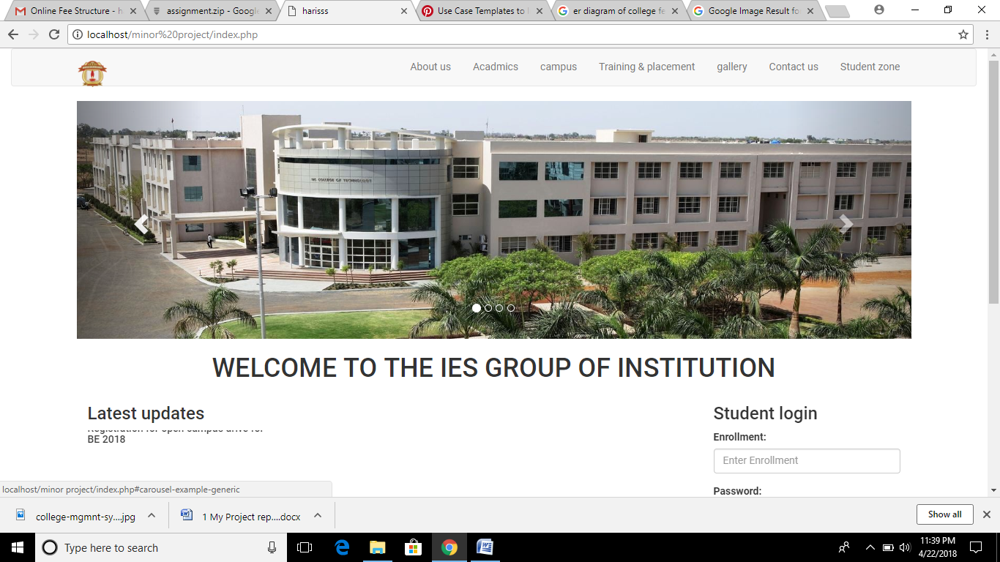 Online Fee Structure - h
assignment.zip - Google
harisss
Use Case Templates to
er diagram of college fe
Google Image Result fo
localhost/minor%20project/index.php
About us
Acadmics
campus
Training & placement
gallery
Contact us
Student zone
IES COLLEGE OF TECHNOLOGY
WELCOME TO THE IES GROUP OF INSTITUTION
Latest updates
Registration for open campus drive for
BE 2018
Student login
Enrollment:
Enter Enrollment
Password:
localhost/minor project/index.php#carousel-example-generic
college-mgmnt-sy....jpg
1 My Project rep....docx
Show all
Type here to search
11:39 PM
4/22/2018